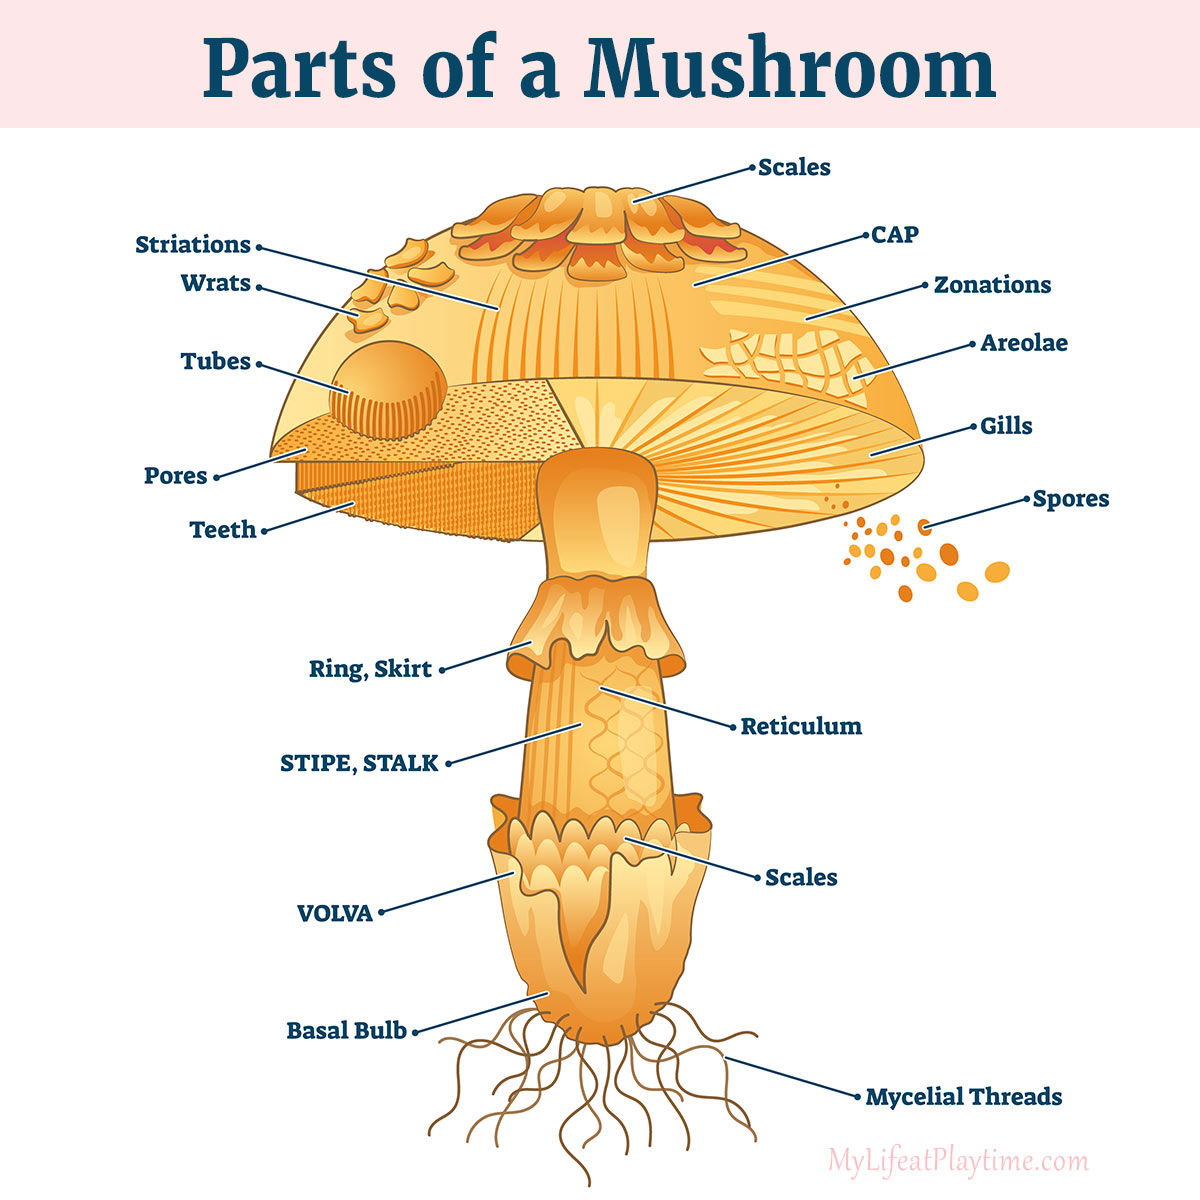 Parts of a Mushroom
Scales
CAP
Striations
Wrats
Zonations
Areolae
Tubes
Gills
Pores
Spores
Teeth
Ring, Skirt
Reticulum
STIPE, STALK
Scales
VOLVA
Basal Bulb
Mycelial Threads
MyLifeatPlaytime.com